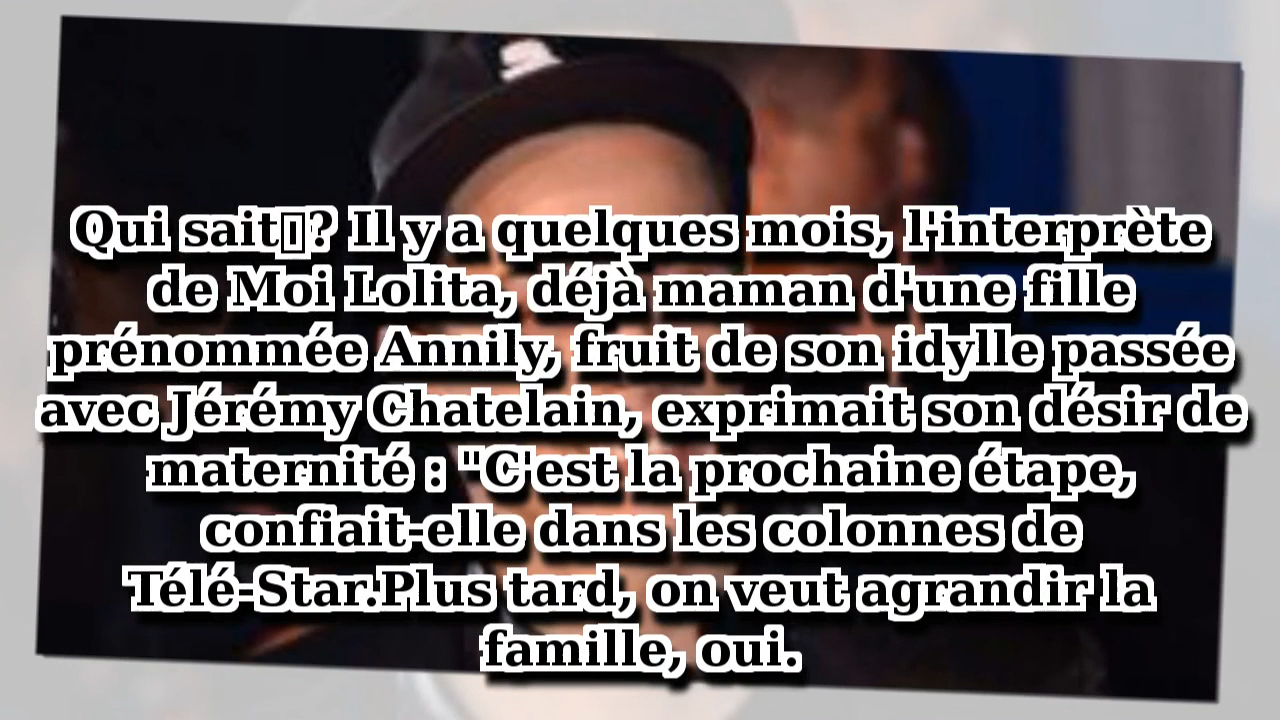 Qui sait▯? Il y a quelques mois, l'interprète
de Moi Lolita, déjà maman d'une fille
prénommée Annily, fruit de son idylle passée
avec Jérémy Chatelain, exprimait son désir de
maternité : "C'est la prochaine étape,
confiait-elle dans les colonnes de
Télé-Star.Plus tard, on veut agrandir la
famille, oui.